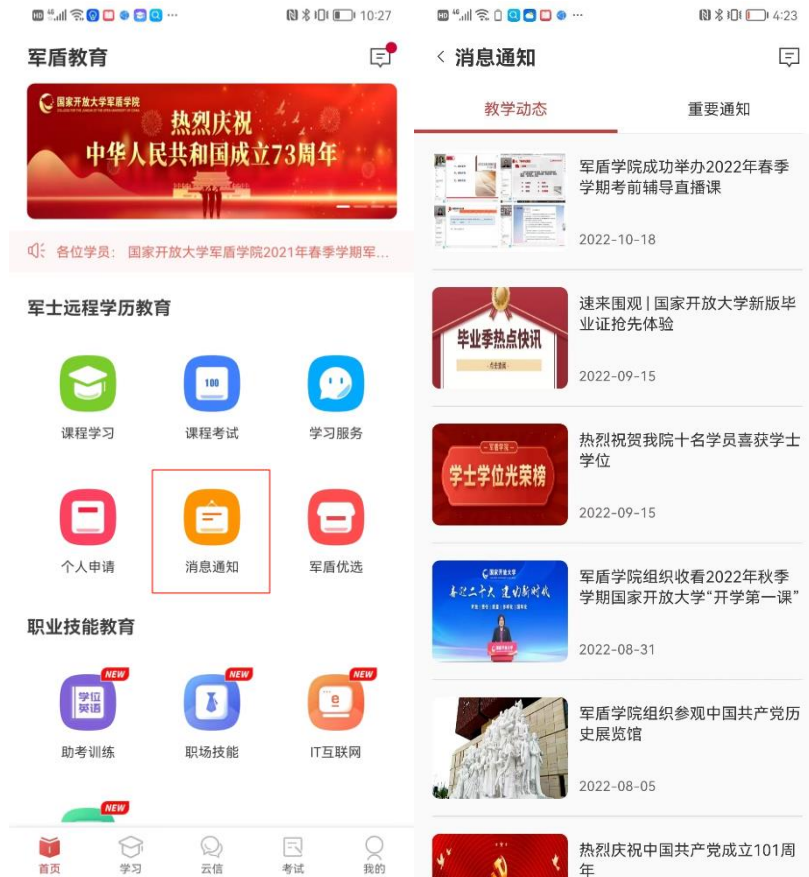 HD 4G 10:27
军盾教育
国家开放大学军盾学院
热烈庆祝
中华人民共和国成立73周年
各位学员： 国家开放大学军盾学院2021年春季学期军...
军士远程学历教育
100
课程学习
课程考试
学习服务
个人申请
消息通知
军盾优选
职业技能教育
NEW
NEW
NEW
学位
英语
e
助考训练
职场技能
IT互联网
NEW
首页
学习
云信
考试
我的
HD 4G 4:23
消息通知
教学动态
重要通知
军盾学院成功举办2022年春季
学期考前辅导直播课
2022-10-18
毕业季热点快讯
速来围观 | 国家开放大学新版毕
业证抢先体验
2022-09-15
学士学位光荣榜
热烈祝贺我院十名学员喜获学士
学位
2022-09-15
国家开放大学
喜迎二十大 建功新时代
军盾学院组织收看2022年秋季
学期国家开放大学“开学第一课”
2022-08-31
军盾学院组织参观中国共产党历
史展览馆
2022-08-05
热烈庆祝中国共产党成立101周
年